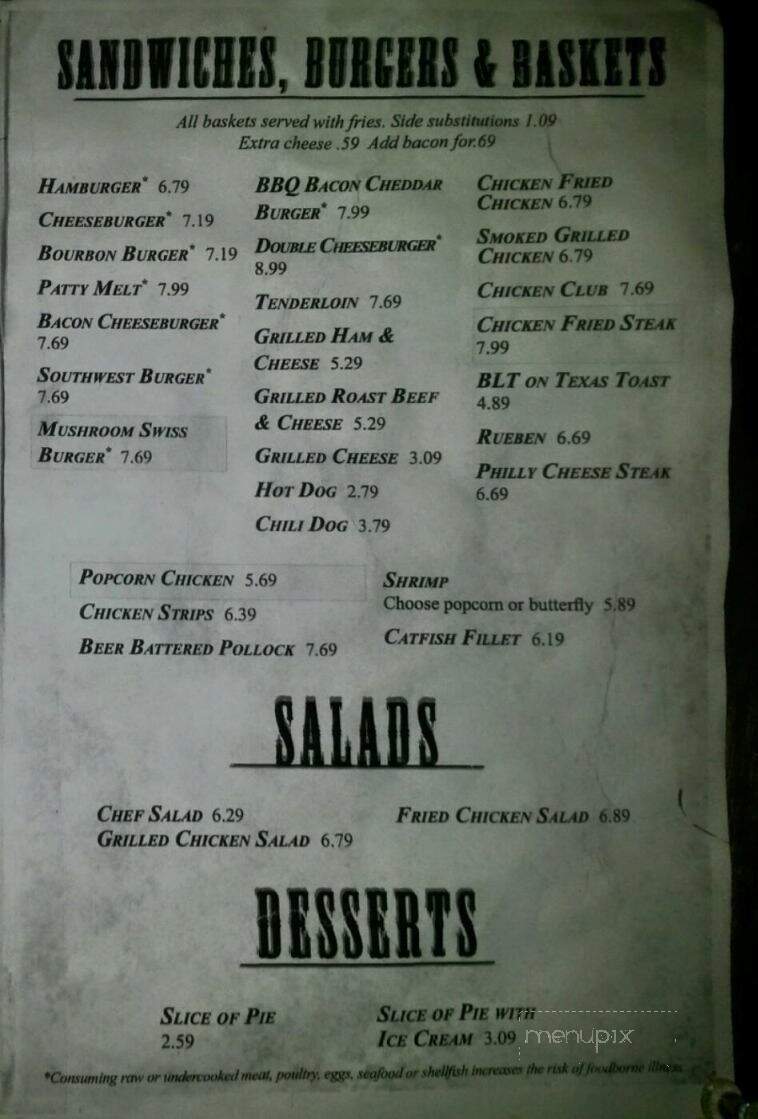 SANDWICHES, BURGERS & BASKETS
All baskets served with fries. Side substitutions 1.09
Extra cheese .59 Add bacon for.69
HAMBURGER* 6.79
CHEESEBURGER* 7.19
BOURBON BURGER* 7.19
PATTY MELT* 7.99
BACON CHEESEBURGER*
7.69
SOUTHWEST BURGER*
7.69
MUSHROOM SWISS
BURGER* 7.69
BBQ BACON CHEDDAR
BURGER* 7.99
DOUBLE CHEESEBURGER*
8.99
TENDERLOIN 7.69
GRILLED HAM &
CHEESE 5.29
GRILLED ROAST BEEF
& CHEESE 5.29
GRILLED CHEESE 3.09
HOT DOG 2.79
CHILI DOG 3.79
CHICKEN FRIED
CHICKEN 6.79
SMOKED GRILLED
CHICKEN 6.79
CHICKEN CLUB 7.69
CHICKEN FRIED STEAK
7.99
BLT ON TEXAS TOAST
4.89
RUEBEN 6.69
PHILLY CHEESE STEAK
6.69
POPCORN CHICKEN 5.69
CHICKEN STRIPS 6.39
BEER BATTERED POLLOCK 7.69
SHRIMP
Choose popcorn or butterfly 5.89
CATFISH FILLET 6.19
SALADS
CHEF SALAD 6.29
GRILLED CHICKEN SALAD 6.79
FRIED CHICKEN SALAD 6.89
DESSERTS
SLICE OF PIE
2.59
SLICE OF PIE WITH
ICE CREAM 3.09
menupix
*Consuming raw or undercooked meat, poultry, eggs, seafood or shellfish increases the risk of foodborne illness.